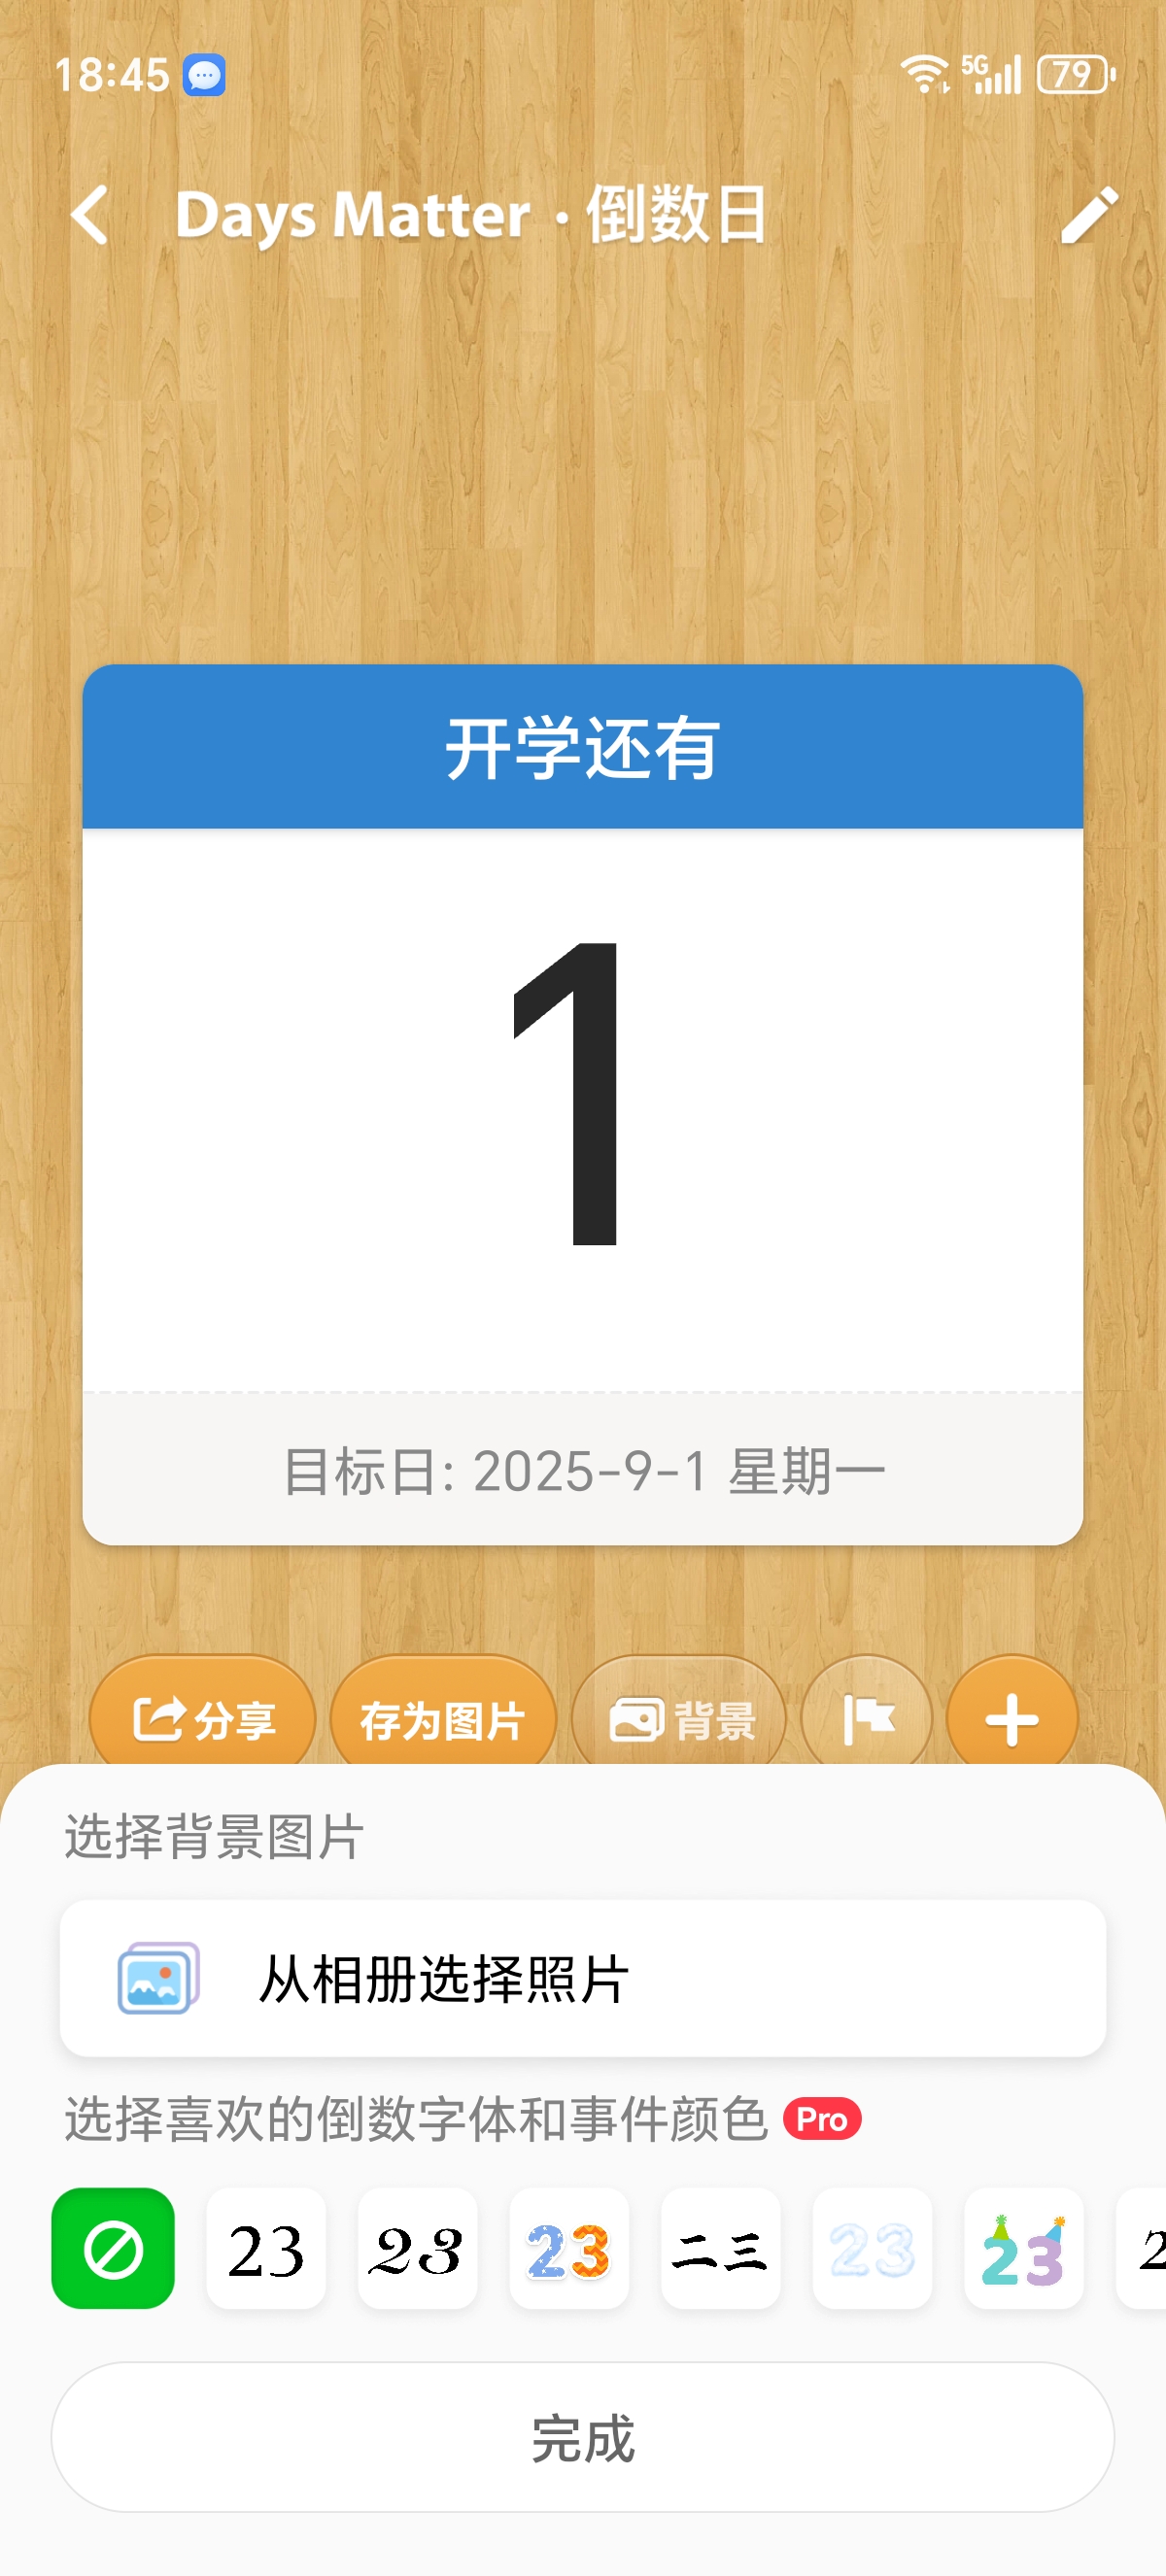 18:45
5G
79
Days Matter · 倒数日
开学还有
1
目标日: 2025-9-1 星期一
分享 存为图片 背景
选择背景图片
从相册选择照片
选择喜欢的倒数字体和事件颜色 Pro
23 23 23 二三 23 23 2
完成